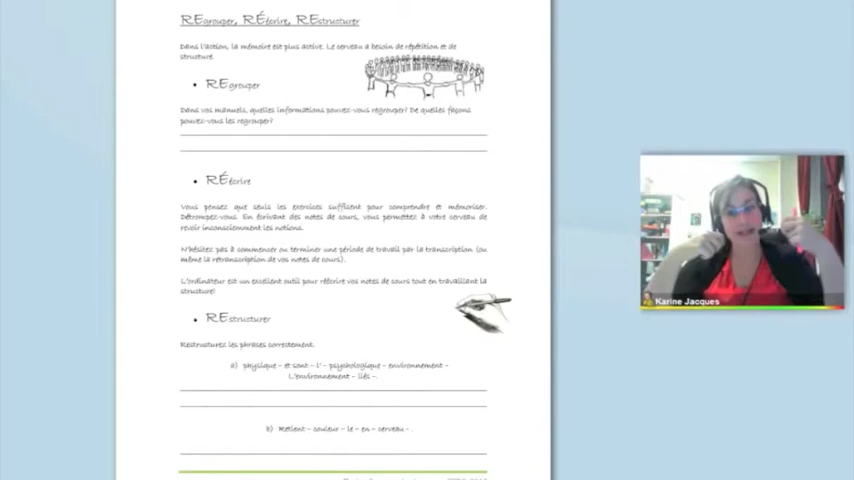 REgrouper, RÉécrire, REstructurer
Dans l'action, la mémoire est plus active. Le cerveau a besoin de répétition et de
structure.
• REgrouper
Dans vos manuels, quelles informations pouvez-vous regrouper? De quelles façons
pouvez-vous les regrouper?
• RÉécrire
Vous pensez que seuls les exercices suffisent pour comprendre et mémoriser.
Détrompez-vous. En écrivant des notes de cours, vous permettez à votre cerveau de
revoir inconsciemment les notions.
N'hésitez pas à commencer ou terminer une période de travail par la transcription (ou
même la retranscription de vos notes de cours).
L'ordinateur est un excellent outil pour réécrire vos notes de cours tout en travaillant la
structure!
• REstructurer
Restructurez les phrases correctement.
a) physique – et sont – l' – psychologique – environnement –
L'environnement – liés –.
b) Retient – couleur – le – en – cerveau – .
Karine Jacques